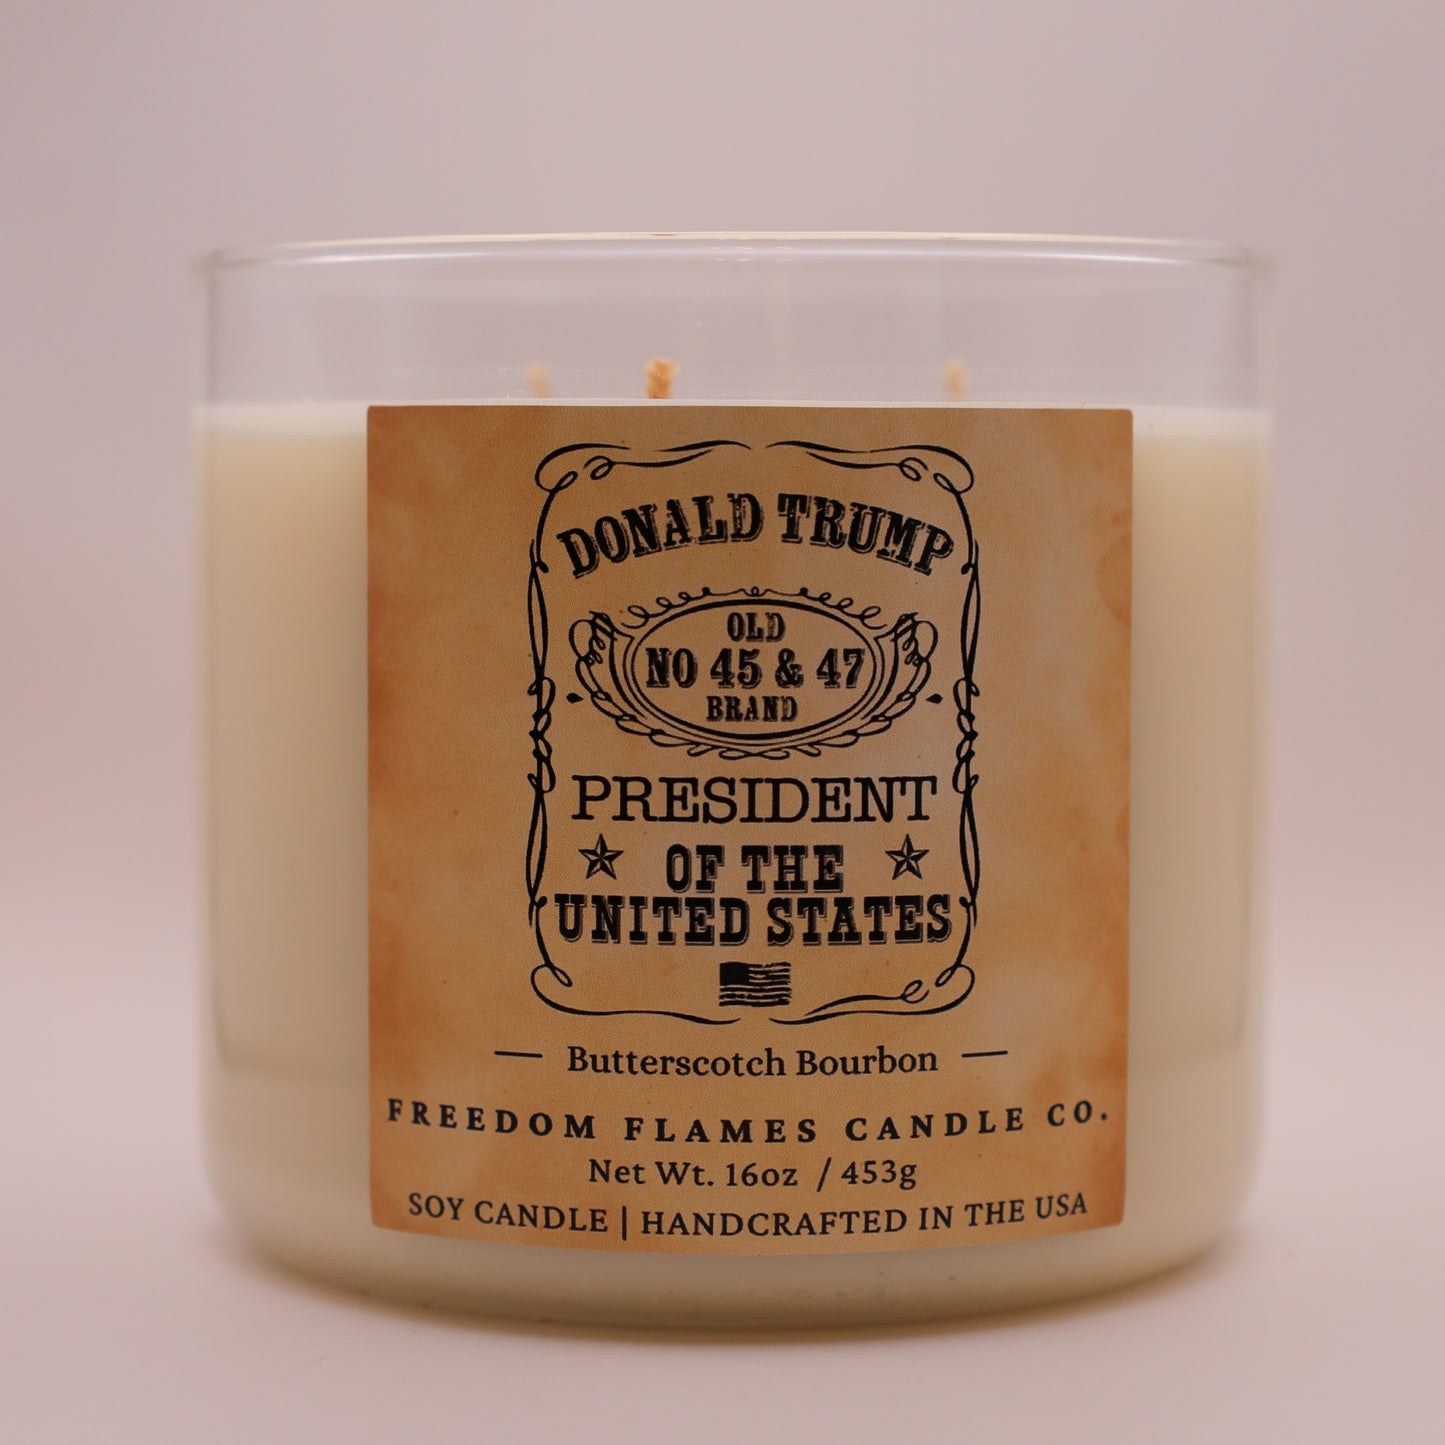 DONALD TRUMP
OLD
NO 45 & 47
BRAND
PRESIDENT
OF THE
UNITED STATES
Butterscotch Bourbon
FREEDOM FLAMES CANDLE CO.
Net Wt. 16oz / 453g
SOY CANDLE | HANDCRAFTED IN THE USA